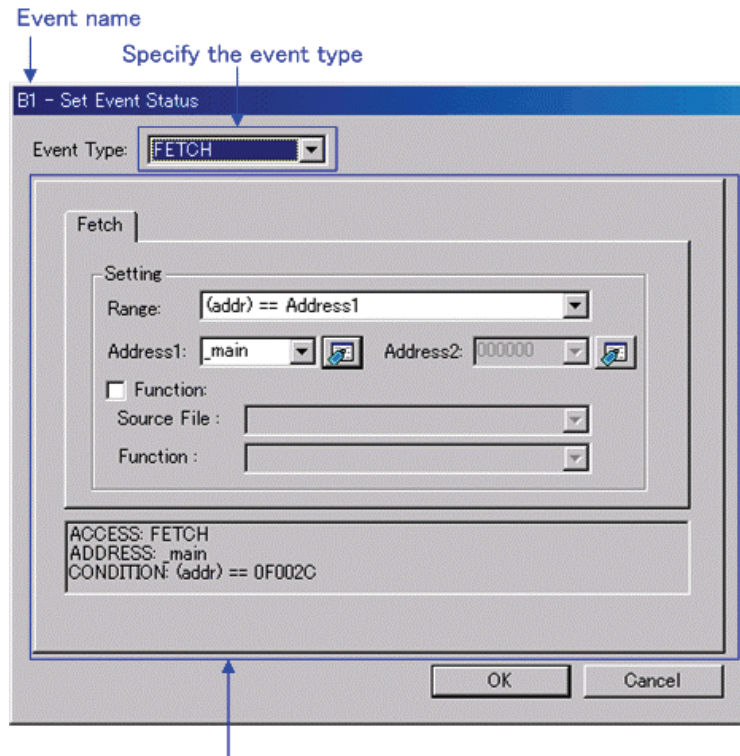 Event name
Specify the event type
B1 - Set Event Status
Event Type: FETCH
Fetch
Setting
Range: (addr) == Address1
Address1: _main Address2: 000000
Function:
Source File :
Function :
ACCESS: FETCH
ADDRESS: _main
CONDITION: (addr) == 0F002C
OK Cancel